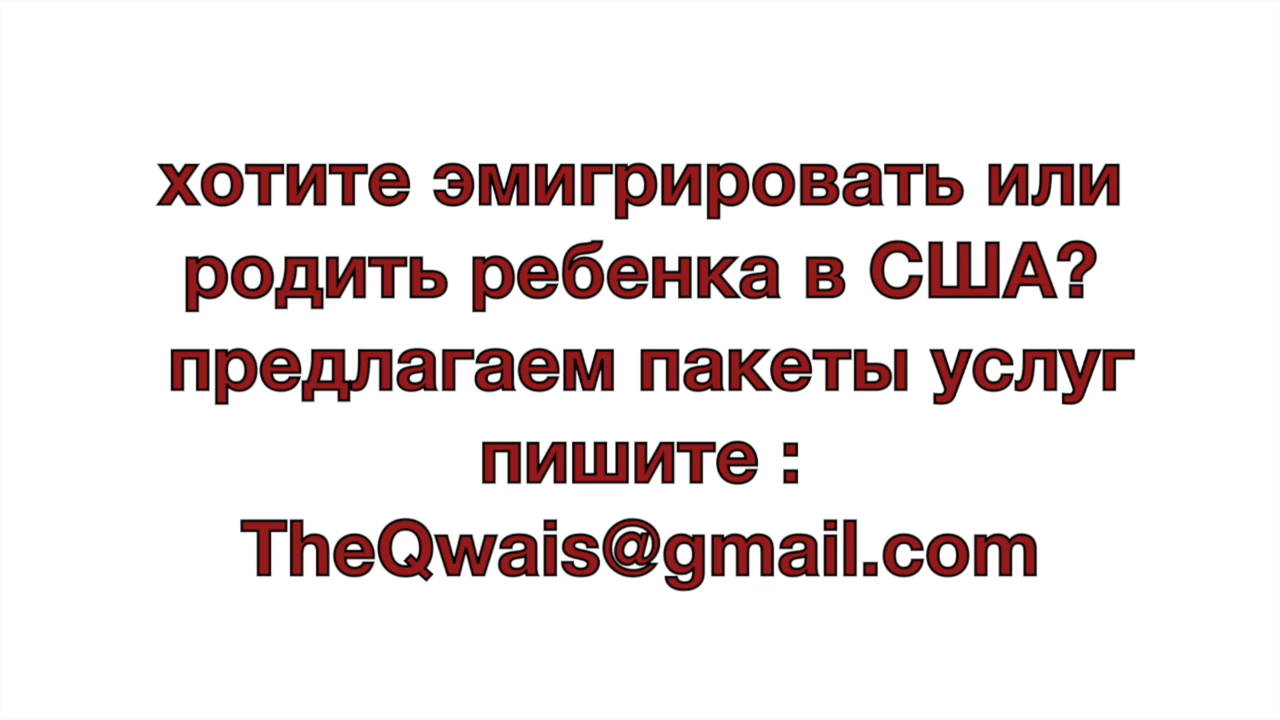 хотите эмигрировать или
родить ребенка в США?
предлагаем пакеты услуг
пишите :
TheQwais@gmail.com